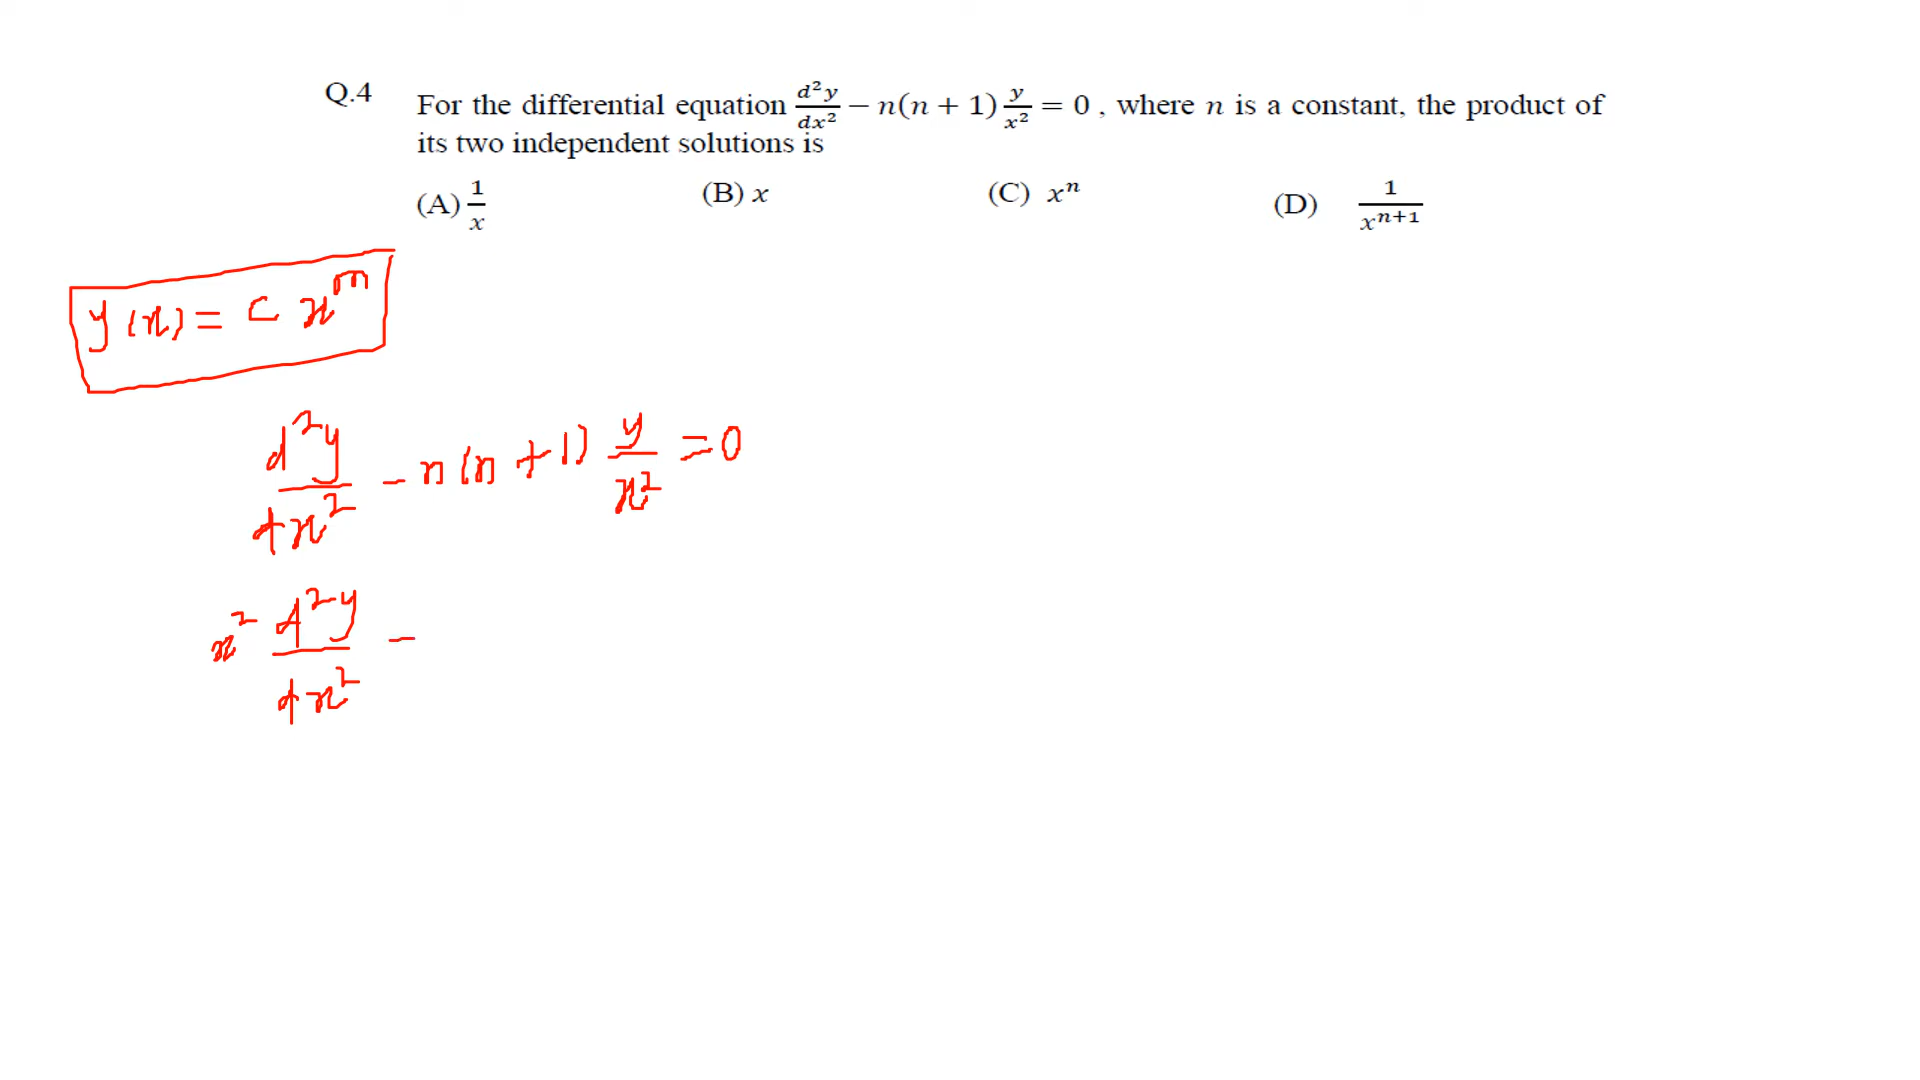 Q.4 For the differential equation d²y/dx² − n(n + 1) y/x² = 0 , where n is a constant, the product of
its two independent solutions is
(A) 1/x (B) x (C) xⁿ (D) 1/xⁿ⁺¹
y(x) = C xᵐ
d²y/dx² − n(n+1) y/x² = 0
x² d²y/dx² −